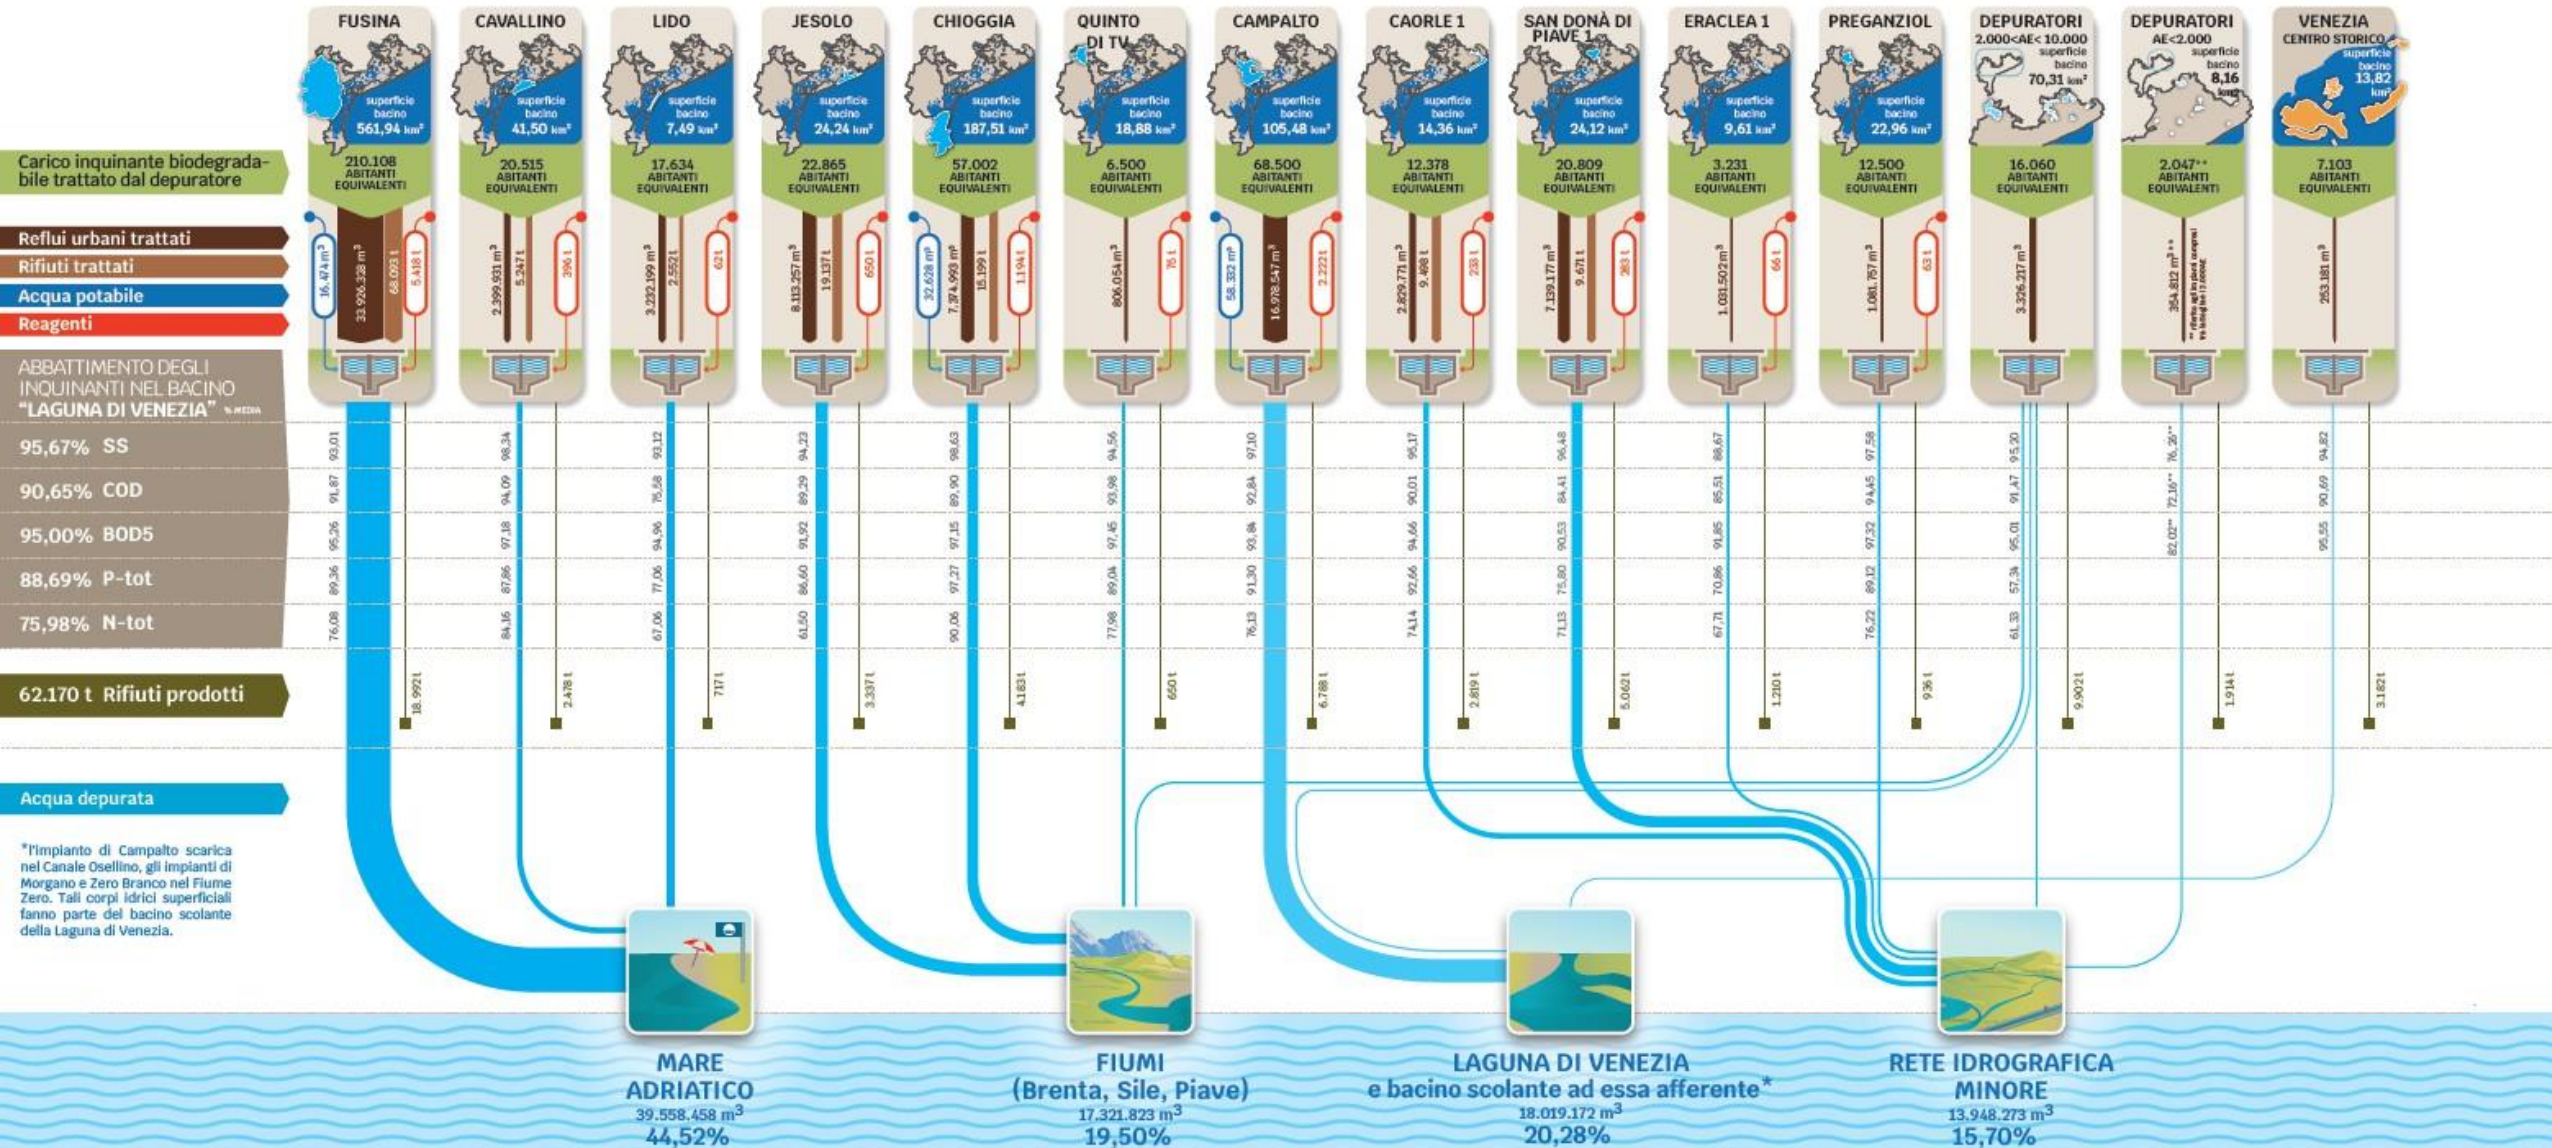 FUSINA
superficie
bacino
561,94 km²
210.108
ABITANTI
EQUIVALENTI
16.474 m³
33.926.328 m³
68.093 t
5.418 t
CAVALLINO
superficie
bacino
41,50 km²
20.515
ABITANTI
EQUIVALENTI
2.399.931 m³
5.247 t
396 t
LIDO
superficie
bacino
7,49 km²
17.634
ABITANTI
EQUIVALENTI
3.232.199 m³
2.552 t
62 t
JESOLO
superficie
bacino
24,24 km²
22.865
ABITANTI
EQUIVALENTI
8.113.257 m³
19.137 t
650 t
CHIOGGIA
superficie
bacino
187,51 km²
57.002
ABITANTI
EQUIVALENTI
32.628 m³
7.374.993 m³
15.199 t
1.194 t
QUINTO
DI TV
superficie
bacino
18,88 km²
6.500
ABITANTI
EQUIVALENTI
806.054 m³
75 t
CAMPALTO
superficie
bacino
105,48 km²
68.500
ABITANTI
EQUIVALENTI
58.332 m³
16.978.547 m³
2.222 t
CAORLE 1
superficie
bacino
14,36 km²
12.378
ABITANTI
EQUIVALENTI
2.829.771 m³
9.498 t
233 t
SAN DONÀ DI
PIAVE 1
superficie
bacino
24,12 km²
20.809
ABITANTI
EQUIVALENTI
7.139.177 m³
9.671 t
283 t
ERACLEA 1
superficie
bacino
9,61 km²
3.231
ABITANTI
EQUIVALENTI
1.031.502 m³
66 t
PREGANZIOL
superficie
bacino
22,96 km²
12.500
ABITANTI
EQUIVALENTI
1.081.757 m³
63 t
DEPURATORI
2.000<AE< 10.000
superficie
bacino
70,31 km²
16.060
ABITANTI
EQUIVALENTI
3.326.217 m³
DEPURATORI
AE<2.000
superficie
bacino
8,16
km²
2.047**
ABITANTI
EQUIVALENTI
354.812 m³**
VENEZIA
CENTRO STORICO
superficie
bacino
13,82
km²
7.103
ABITANTI
EQUIVALENTI
253.181 m³
Carico inquinante biodegrada-
bile trattato dal depuratore
Reflui urbani trattati
Rifiuti trattati
Acqua potabile
Reagenti
ABBATTIMENTO DEGLI
INQUINANTI NEL BACINO
"LAGUNA DI VENEZIA" % MEDIA
95,67% SS
93,01 98,34 93,12 94,23 98,63 94,56 97,10 95,17 96,48 88,67 97,58 95,20 76,26** 94,82
90,65% COD
91,87 94,09 75,58 89,29 89,90 93,98 92,84 90,01 84,41 85,51 94,45 91,47 72,16** 90,69
95,00% BOD5
95,26 97,18 94,96 91,92 97,15 97,45 93,84 94,66 90,53 91,85 97,32 95,01 82,02** 95,55
88,69% P-tot
89,36 87,86 77,06 86,60 97,27 89,04 91,30 92,66 75,80 70,86 89,12 57,34
75,98% N-tot
76,08 84,16 67,06 61,50 90,06 77,98 76,13 74,14 71,13 67,71 76,22 61,33
62.170 t Rifiuti prodotti
18.992 t 2.478 t 717 t 3.337 t 4.183 t 650 t 6.788 t 2.819 t 5.062 t 1.210 t 936 t 9.902 t 1.914 t 3.182 t
Acqua depurata
*l'impianto di Campalto scarica
nel Canale Osellino, gli impianti di
Morgano e Zero Branco nel Fiume
Zero. Tali corpi idrici superficiali
fanno parte del bacino scolante
della Laguna di Venezia.
MARE
ADRIATICO
39.558.458 m³
44,52%
FIUMI
(Brenta, Sile, Piave)
17.321.823 m³
19,50%
LAGUNA DI VENEZIA
e bacino scolante ad essa afferente*
18.019.172 m³
20,28%
RETE IDROGRAFICA
MINORE
13.948.273 m³
15,70%